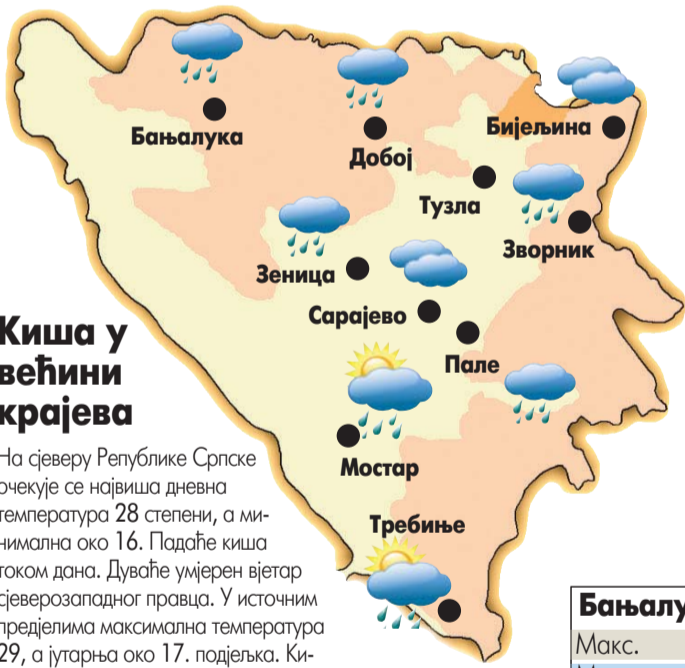 Бањалука
Добој
Бијељина
Тузла
Зворник
Зеница
Сарајево
Пале
Мостар
Требиње
Киша у
већини
крајева
На сјеверу Републике Српске
очекује се највиша дневна
температура 28 степени, а ми-
нимална око 16. Падаће киша
током дана. Дуваће умјерен вјетар
сјеверозападног правца. У источним
предјелима максимална температура
29, а јутарња око 17. подјељка. Ки-
Макс.